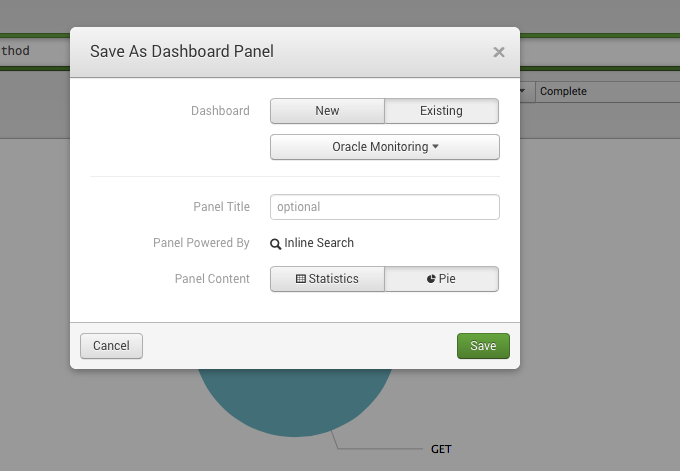 Save As Dashboard Panel
thod
Complete
Dashboard
New
Existing
Oracle Monitoring
Panel Title
optional
Panel Powered By
Inline Search
Panel Content
Statistics
Pie
Cancel
Save
GET